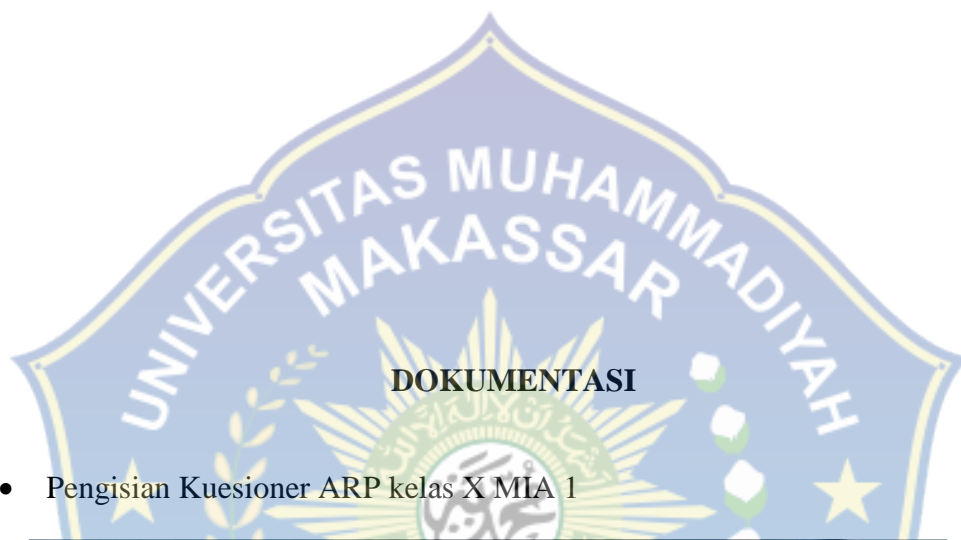 UNIVERSITAS MUHAMMADIYAH
MAKASSAR
DOKUMENTASI
• Pengisian Kuesioner ARP kelas X MIA 1